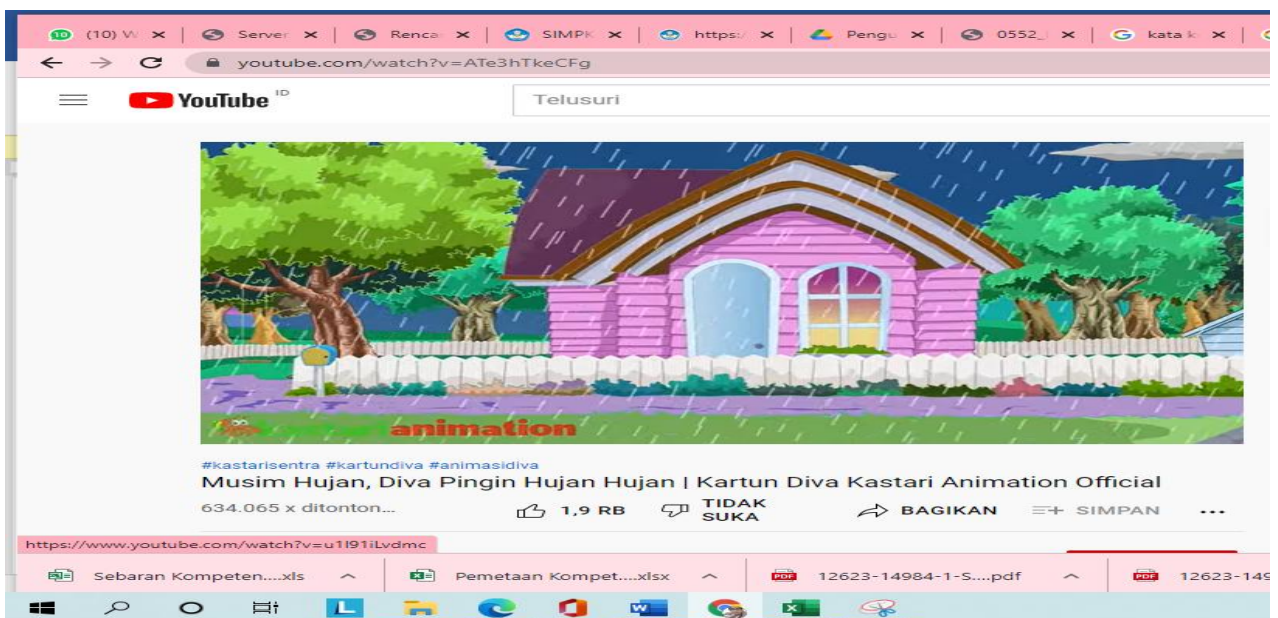 10 (10) W
Server
Renca
SIMPK
https:/
Pengu
0552_
G kata k
youtube.com/watch?v=ATe3hTkeCFg
YouTube ID
Telusuri
animation
#kastarisentra #kartundiva #animasidiva
Musim Hujan, Diva Pingin Hujan Hujan | Kartun Diva Kastari Animation Official
634.065 x ditonton...
1,9 RB
TIDAK
SUKA
BAGIKAN
SIMPAN
https://www.youtube.com/watch?v=u1I91iLvdmc
Sebaran Kompeten....xls
Pemetaan Kompet....xlsx
PDF 12623-14984-1-S....pdf
PDF 12623-149
L
W
X